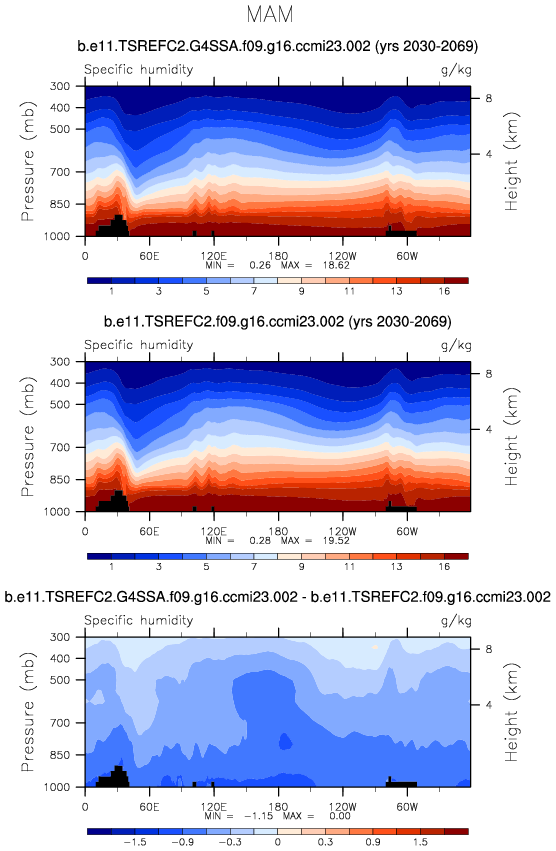 MAM
b.e11.TSREFC2.G4SSA.f09.g16.ccmi23.002 (yrs 2030-2069)
Specific humidity g/kg
300
400
500
700
850
1000
Pressure (mb)
8
4
Height (km)
0 60E 120E 180 120W 60W
MIN = 0.26 MAX = 18.62
1 3 5 7 9 11 13 16
b.e11.TSREFC2.f09.g16.ccmi23.002 (yrs 2030-2069)
Specific humidity g/kg
300
400
500
700
850
1000
Pressure (mb)
8
4
Height (km)
0 60E 120E 180 120W 60W
MIN = 0.28 MAX = 19.52
1 3 5 7 9 11 13 16
b.e11.TSREFC2.G4SSA.f09.g16.ccmi23.002 - b.e11.TSREFC2.f09.g16.ccmi23.002
Specific humidity g/kg
300
400
500
700
850
1000
Pressure (mb)
8
4
Height (km)
0 60E 120E 180 120W 60W
MIN = -1.15 MAX = 0.00
-1.5 -0.9 -0.3 0 0.3 0.9 1.5